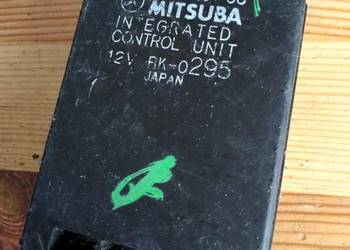 MITSUBA
INTEGRATED
CONTROL UNIT
12V RK-0295
JAPAN